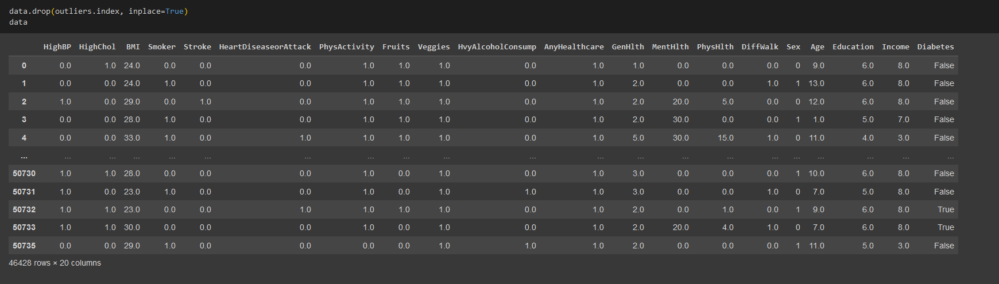 data.drop(outliers.index, inplace=True)
data
HighBP HighChol BMI Smoker Stroke HeartDiseaseorAttack PhysActivity Fruits Veggies HvyAlcoholConsump AnyHealthcare GenHlth MentHlth PhysHlth DiffWalk Sex Age Education Income Diabetes
0 0.0 1.0 24.0 0.0 0.0 0.0 1.0 1.0 1.0 0.0 1.0 1.0 0.0 0.0 0.0 0 9.0 6.0 8.0 False
1 0.0 0.0 24.0 1.0 0.0 0.0 1.0 1.0 1.0 0.0 1.0 2.0 0.0 0.0 1.0 1 13.0 6.0 8.0 False
2 1.0 0.0 29.0 0.0 1.0 0.0 1.0 1.0 1.0 0.0 1.0 2.0 20.0 5.0 0.0 0 12.0 6.0 8.0 False
3 0.0 0.0 28.0 1.0 0.0 0.0 1.0 1.0 1.0 0.0 1.0 2.0 30.0 0.0 0.0 1 1.0 5.0 7.0 False
4 0.0 0.0 33.0 1.0 0.0 1.0 1.0 1.0 1.0 0.0 1.0 5.0 30.0 15.0 1.0 0 11.0 4.0 3.0 False
... ... ... ... ... ... ... ... ... ... ... ... ... ... ... ... ... ... ... ... ...
50730 1.0 1.0 28.0 0.0 0.0 0.0 1.0 0.0 1.0 0.0 1.0 3.0 0.0 0.0 0.0 1 10.0 6.0 8.0 False
50731 1.0 0.0 23.0 1.0 0.0 0.0 1.0 0.0 1.0 1.0 1.0 3.0 0.0 0.0 1.0 0 7.0 5.0 8.0 False
50732 1.0 1.0 23.0 0.0 0.0 1.0 1.0 1.0 1.0 0.0 1.0 2.0 0.0 1.0 0.0 1 9.0 6.0 8.0 True
50733 1.0 1.0 30.0 0.0 0.0 0.0 1.0 0.0 1.0 0.0 1.0 2.0 20.0 4.0 1.0 0 7.0 6.0 8.0 True
50735 0.0 0.0 29.0 1.0 0.0 0.0 0.0 0.0 1.0 1.0 1.0 2.0 0.0 0.0 0.0 1 11.0 5.0 3.0 False
46428 rows × 20 columns